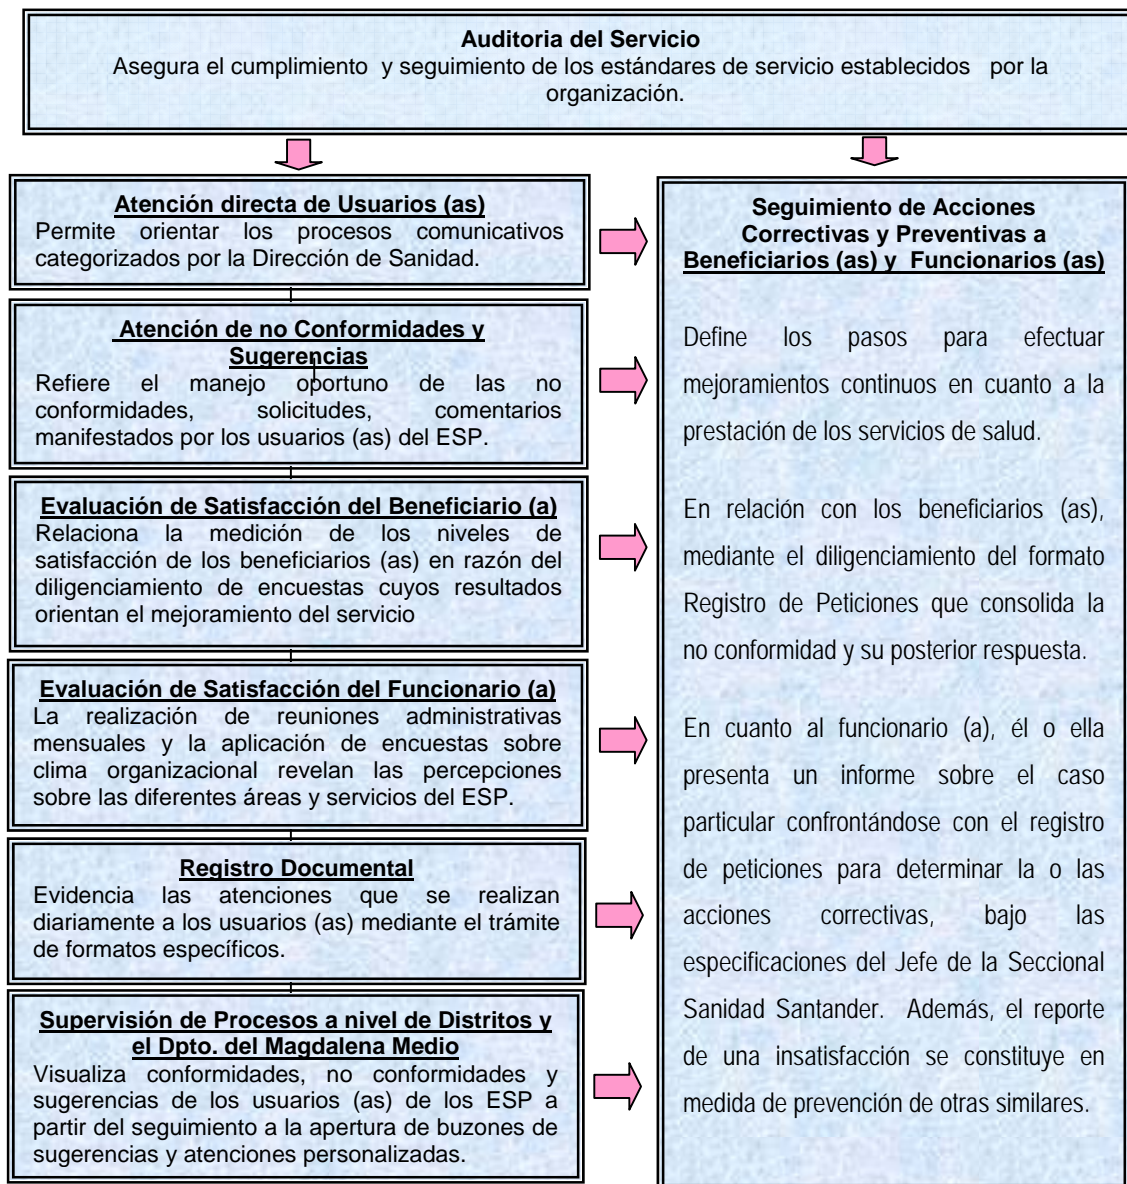 Auditoria del Servicio
Asegura el cumplimiento y seguimiento de los estándares de servicio establecidos por la
organización.
Atención directa de Usuarios (as)
Permite orientar los procesos comunicativos
categorizados por la Dirección de Sanidad.
Atención de no Conformidades y
Sugerencias
Refiere el manejo oportuno de las no
conformidades, solicitudes, comentarios
manifestados por los usuarios (as) del ESP.
Evaluación de Satisfacción del Beneficiario (a)
Relaciona la medición de los niveles de
satisfacción de los beneficiarios (as) en razón del
diligenciamiento de encuestas cuyos resultados
orientan el mejoramiento del servicio
Evaluación de Satisfacción del Funcionario (a)
La realización de reuniones administrativas
mensuales y la aplicación de encuestas sobre
clima organizacional revelan las percepciones
sobre las diferentes áreas y servicios del ESP.
Registro Documental
Evidencia las atenciones que se realizan
diariamente a los usuarios (as) mediante el trámite
de formatos específicos.
Supervisión de Procesos a nivel de Distritos y
el Dpto. del Magdalena Medio
Visualiza conformidades, no conformidades y
sugerencias de los usuarios (as) de los ESP a
partir del seguimiento a la apertura de buzones de
sugerencias y atenciones personalizadas.
Seguimiento de Acciones
Correctivas y Preventivas a
Beneficiarios (as) y Funcionarios (as)
Define los pasos para efectuar
mejoramientos continuos en cuanto a la
prestación de los servicios de salud.
En relación con los beneficiarios (as),
mediante el diligenciamiento del formato
Registro de Peticiones que consolida la
no conformidad y su posterior respuesta.
En cuanto al funcionario (a), él o ella
presenta un informe sobre el caso
particular confrontándose con el registro
de peticiones para determinar la o las
acciones correctivas, bajo las
especificaciones del Jefe de la Seccional
Sanidad Santander. Además, el reporte
de una insatisfacción se constituye en
medida de prevención de otras similares.